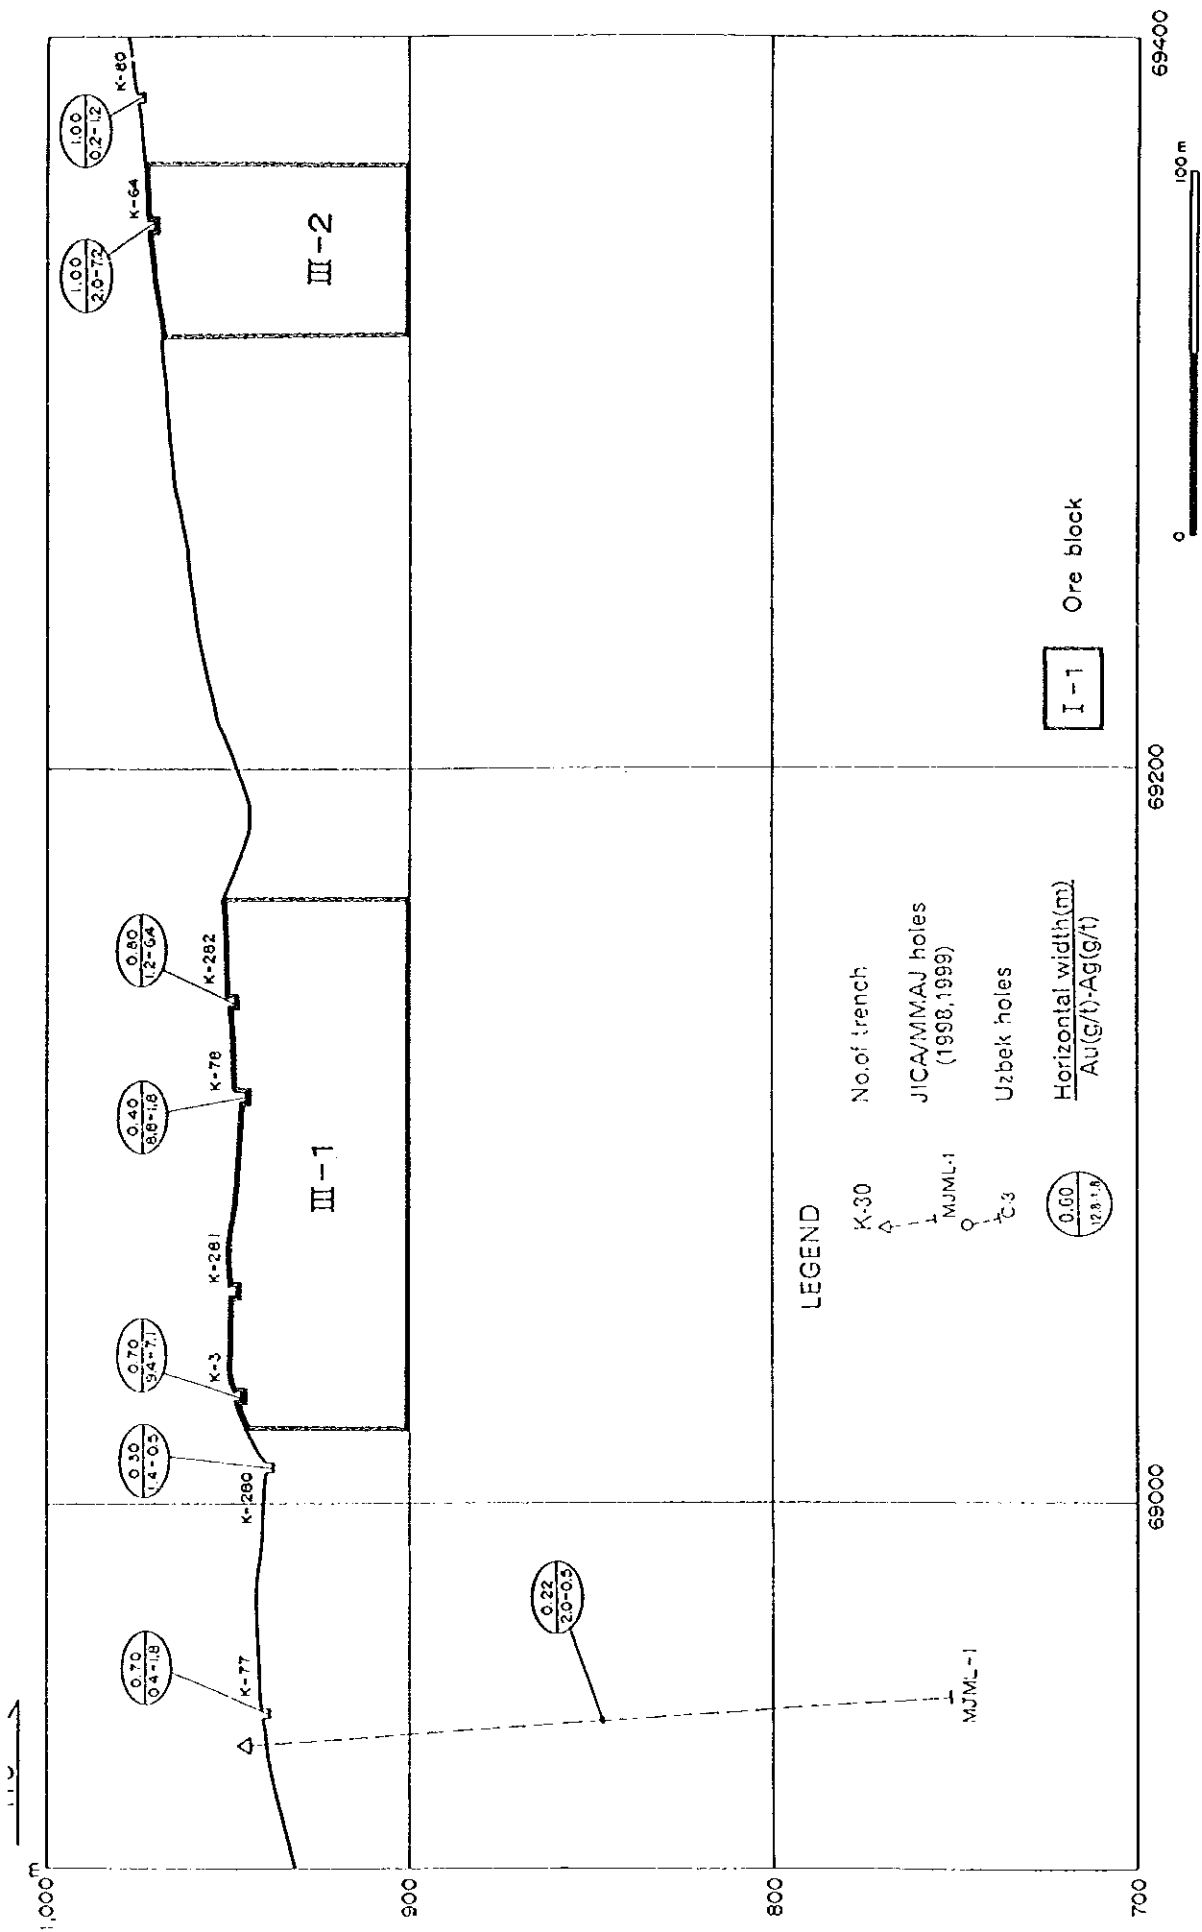 m
1,000
900
800
700
69000
69200
69400
0.70
0.4-1.8
K-77
0.30
1.4-0.5
K-280
0.70
9.4-7.1
K-3
K-281
0.40
8.8-1.8
K-78
0.80
1.2-6.4
K-282
1.00
2.0-7.2
K-64
1.00
0.2-1.2
K-80
III-1
III-2
0.22
2.0-0.5
MJML-1
LEGEND
K-30 No.of trench
MJML-1 JICA/MMAJ holes
(1998,1999)
C-3 Uzbek holes
0.60
12.8-1.8
Horizontal width(m)
Au(g/t)-Ag(g/t)
I-1 Ore block
0 100 m